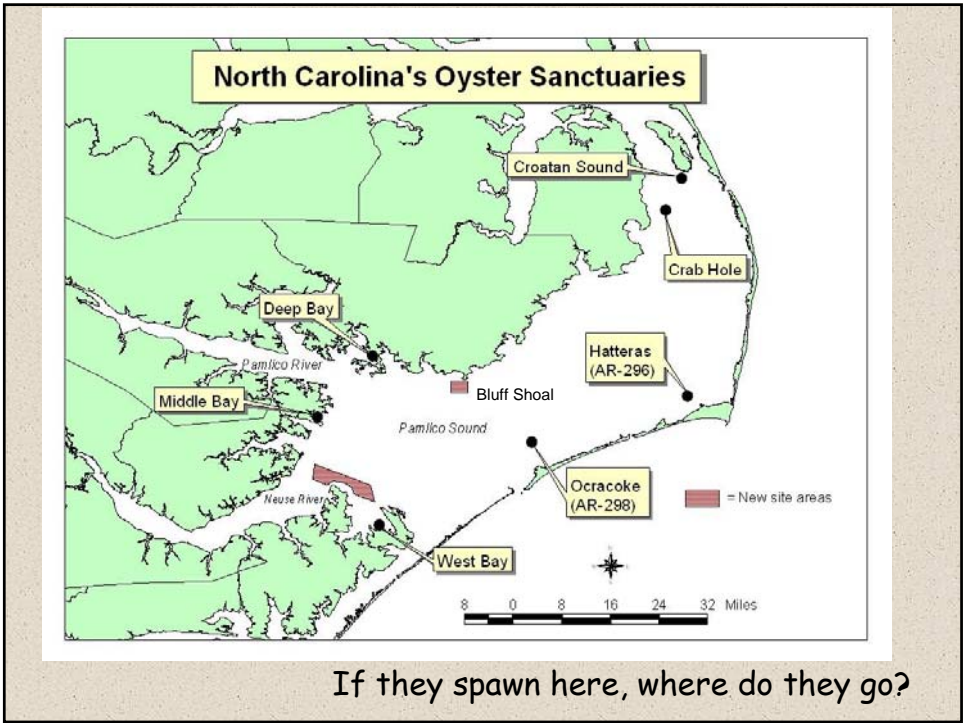 North Carolina's Oyster Sanctuaries
Croatan Sound
Crab Hole
Deep Bay
Pamlico River
Hatteras
(AR-296)
Middle Bay
Bluff Shoal
Pamlico Sound
Ocracoke
(AR-298)
= New site areas
Neuse River
West Bay
8 0 8 16 24 32 Miles
If they spawn here, where do they go?